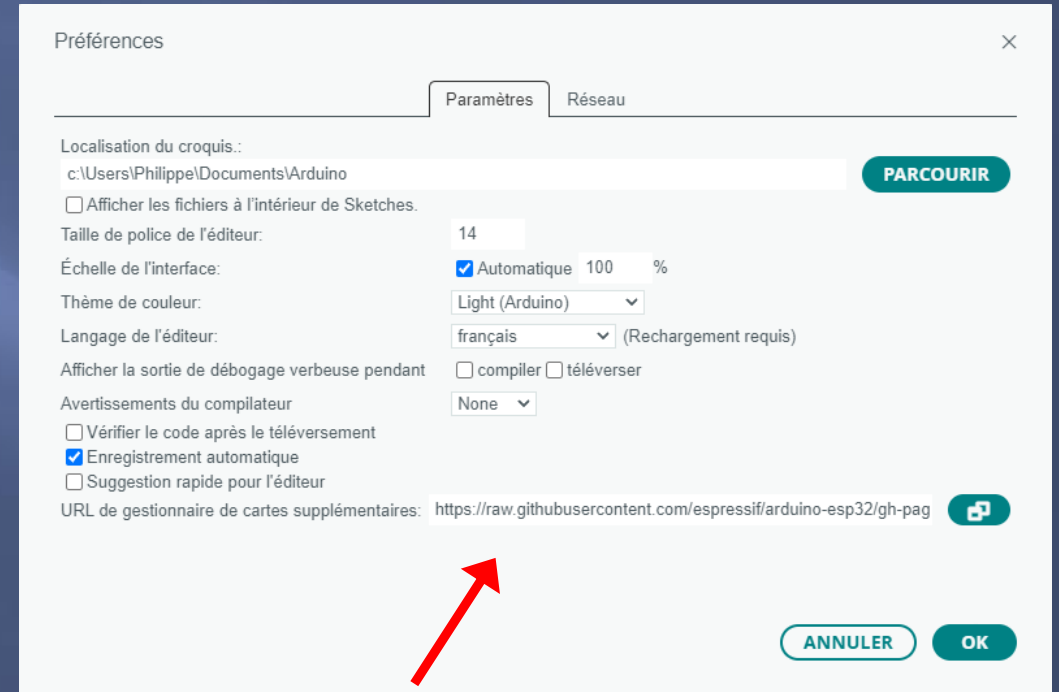 Préférences
Paramètres Réseau
Localisation du croquis.:
c:\Users\Philippe\Documents\Arduino PARCOURIR
Afficher les fichiers à l'intérieur de Sketches.
Taille de police de l'éditeur: 14
Échelle de l'interface: Automatique 100 %
Thème de couleur: Light (Arduino)
Langage de l'éditeur: français (Rechargement requis)
Afficher la sortie de débogage verbeuse pendant compiler téléverser
Avertissements du compilateur None
Vérifier le code après le téléversement
Enregistrement automatique
Suggestion rapide pour l'éditeur
URL de gestionnaire de cartes supplémentaires: https://raw.githubusercontent.com/espressif/arduino-esp32/gh-pag
ANNULER OK